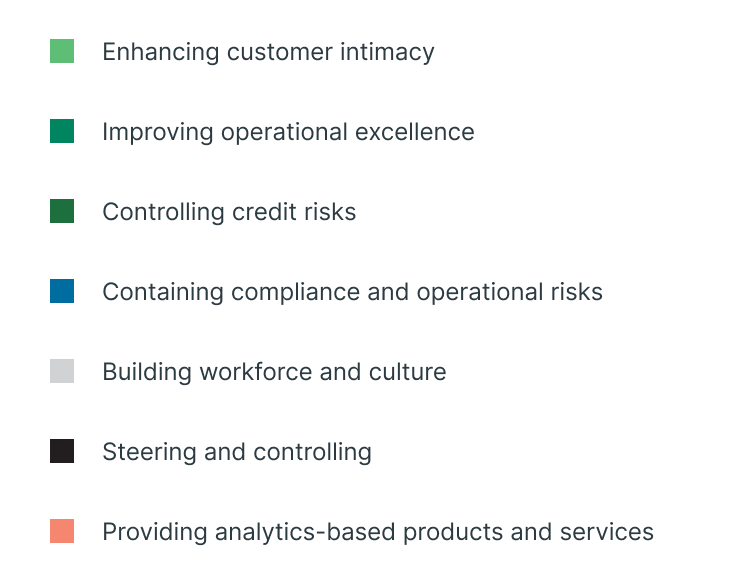 Enhancing customer intimacy
Improving operational excellence
Controlling credit risks
Containing compliance and operational risks
Building workforce and culture
Steering and controlling
Providing analytics-based products and services